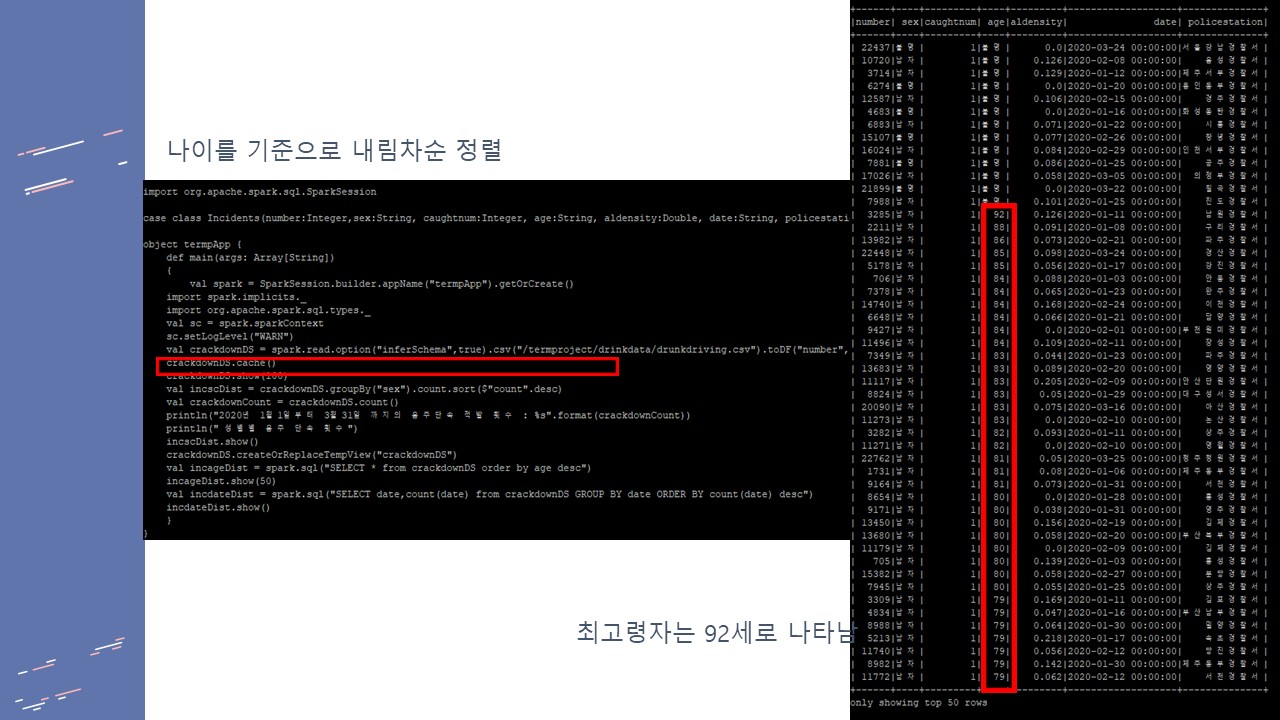 나이를 기준으로 내림차순 정렬
import org.apache.spark.sql.SparkSession
case class Incidents(number:Integer,sex:String, caughtnum:Integer, age:String, aldensity:Double, date:String, policestati
object termpApp {
def main(args: Array[String])
{
val spark = SparkSession.builder.appName("termpApp").getOrCreate()
import spark.implicits._
import org.apache.spark.sql.types._
val sc = spark.sparkContext
sc.setLogLevel("WARN")
val crackdownDS = spark.read.option("inferSchema",true).csv("/termproject/drinkdata/drunkdriving.csv").toDF("number",
crackdownDS.cache()
crackdownDS.show(100)
val incscDist = crackdownDS.groupBy("sex").count.sort($"count".desc)
val crackdownCount = crackdownDS.count()
println("2020년 1월 1일 부터 3월 31일 까지의 음주단속 적발 횟수 : %s".format(crackdownCount))
println(" 성별별 음주 단속 횟수 ")
incscDist.show()
crackdownDS.createOrReplaceTempView("crackdownDS")
val incageDist = spark.sql("SELECT * from crackdownDS order by age desc")
incageDist.show(50)
val incdateDist = spark.sql("SELECT date,count(date) from crackdownDS GROUP BY date ORDER BY count(date) desc")
incdateDist.show()
}
}
최고령자는 92세로 나타남
+------+----+---------+----+---------+-------------------+-------------+
|number| sex|caughtnum| age|aldensity| date| policestation|
| 22437|불명| 1|불명| 0.0|2020-03-24 00:00:00|서울강남경찰서|
| 10720|남자| 1|불명| 0.126|2020-02-08 00:00:00| 음성경찰서|
| 3714|남자| 1|불명| 0.129|2020-01-12 00:00:00|제주서부경찰서|
| 6274|불명| 1|불명| 0.0|2020-01-20 00:00:00|용인동부경찰서|
| 12587|남자| 1|불명| 0.106|2020-02-15 00:00:00| 경주경찰서|
| 4683|불명| 1|불명| 0.0|2020-01-16 00:00:00|화성동탄경찰서|
| 6883|남자| 1|불명| 0.071|2020-01-22 00:00:00| 시흥경찰서|
| 15107|불명| 1|불명| 0.077|2020-02-26 00:00:00| 창녕경찰서|
| 16024|남자| 1|불명| 0.084|2020-02-29 00:00:00|인천서부경찰서|
| 7881|불명| 1|불명| 0.086|2020-01-25 00:00:00| 공주경찰서|
| 17026|남자| 1|불명| 0.058|2020-03-05 00:00:00| 의정부경찰서|
| 21899|불명| 1|불명| 0.0|2020-03-22 00:00:00| 칠곡경찰서|
| 7988|남자| 1|불명| 0.101|2020-01-25 00:00:00| 진도경찰서|
| 3285|남자| 1| 92| 0.126|2020-01-11 00:00:00| 남원경찰서|
| 2211|남자| 1| 88| 0.091|2020-01-08 00:00:00| 구리경찰서|
| 13982|남자| 1| 86| 0.073|2020-02-21 00:00:00| 파주경찰서|
| 22448|남자| 1| 85| 0.098|2020-03-24 00:00:00| 경산경찰서|
| 5178|남자| 1| 85| 0.056|2020-01-17 00:00:00| 강진경찰서|
| 706|남자| 1| 84| 0.088|2020-01-03 00:00:00| 안동경찰서|
| 7378|남자| 1| 84| 0.065|2020-01-23 00:00:00| 완주경찰서|
| 14740|남자| 1| 84| 0.168|2020-02-24 00:00:00| 이천경찰서|
| 6648|남자| 1| 84| 0.066|2020-01-21 00:00:00| 담양경찰서|
| 9427|남자| 1| 84| 0.0|2020-02-01 00:00:00|부천원미경찰서|
| 11496|남자| 1| 84| 0.109|2020-02-11 00:00:00| 장성경찰서|
| 7349|남자| 1| 83| 0.044|2020-01-23 00:00:00| 파주경찰서|
| 13683|남자| 1| 83| 0.089|2020-02-20 00:00:00| 영양경찰서|
| 11117|남자| 1| 83| 0.205|2020-02-09 00:00:00|안산단원경찰서|
| 8824|남자| 1| 83| 0.05|2020-01-29 00:00:00|대구성서경찰서|
| 20090|남자| 1| 83| 0.075|2020-03-16 00:00:00| 아산경찰서|
| 11273|남자| 1| 83| 0.0|2020-02-10 00:00:00| 논산경찰서|
| 3282|남자| 1| 82| 0.093|2020-01-11 00:00:00| 상주경찰서|
| 11271|남자| 1| 82| 0.0|2020-02-10 00:00:00| 영월경찰서|
| 22762|남자| 1| 81| 0.05|2020-03-25 00:00:00|청주청원경찰서|
| 1731|남자| 1| 81| 0.08|2020-01-06 00:00:00|제주동부경찰서|
| 9164|남자| 1| 81| 0.073|2020-01-31 00:00:00| 서천경찰서|
| 8654|남자| 1| 80| 0.0|2020-01-28 00:00:00| 홍성경찰서|
| 9171|남자| 1| 80| 0.038|2020-01-31 00:00:00| 영주경찰서|
| 13450|남자| 1| 80| 0.156|2020-02-19 00:00:00| 김제경찰서|
| 13680|남자| 1| 80| 0.058|2020-02-20 00:00:00|부산북부경찰서|
| 11179|남자| 1| 80| 0.0|2020-02-09 00:00:00| 김제경찰서|
| 705|남자| 1| 80| 0.139|2020-01-03 00:00:00| 홍성경찰서|
| 15382|남자| 1| 80| 0.058|2020-02-27 00:00:00| 분당경찰서|
| 7945|남자| 1| 80| 0.055|2020-01-25 00:00:00| 상주경찰서|
| 3309|남자| 1| 79| 0.169|2020-01-11 00:00:00| 김포경찰서|
| 4834|남자| 1| 79| 0.047|2020-01-16 00:00:00|부산남부경찰서|
| 8988|남자| 1| 79| 0.064|2020-01-30 00:00:00| 밀양경찰서|
| 5213|남자| 1| 79| 0.218|2020-01-17 00:00:00| 속초경찰서|
| 11740|남자| 1| 79| 0.056|2020-02-12 00:00:00| 당진경찰서|
| 8982|남자| 1| 79| 0.142|2020-01-30 00:00:00|제주동부경찰서|
| 11772|남자| 1| 79| 0.062|2020-02-12 00:00:00| 서천경찰서|
only showing top 50 rows